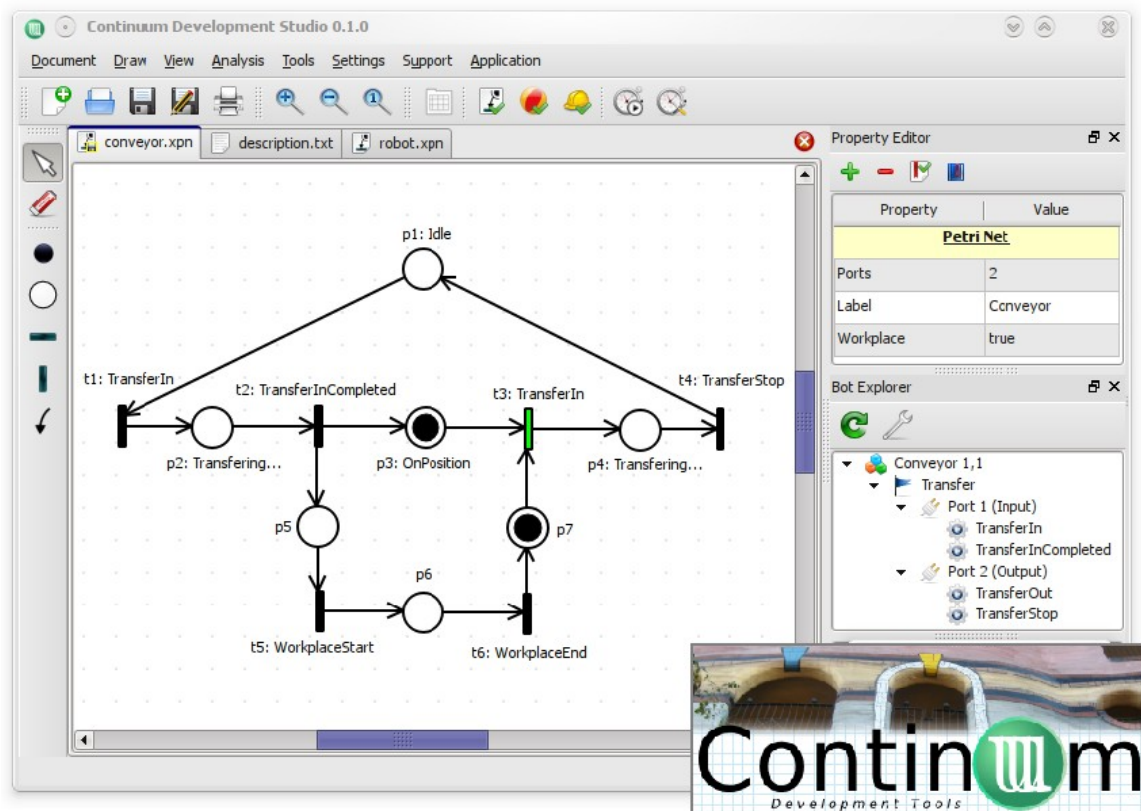 Continuum Development Studio 0.1.0
Document Draw View Analysis Tools Settings Support Application
conveyor.xpn description.txt robot.xpn
p1: Idle
t1: TransferIn
t2: TransferInCompleted
t3: TransferIn
t4: TransferStop
p2: Transfering...
p3: OnPosition
p4: Transfering...
p5
p7
p6
t5: WorkplaceStart
t6: WorkplaceEnd
Property Editor
Property Value
Petri Net
Ports 2
Label Conveyor
Workplace true
Bot Explorer
Conveyor 1,1
Transfer
Port 1 (Input)
TransferIn
TransferInCompleted
Port 2 (Output)
TransferOut
TransferStop
Continuum
Development Tools